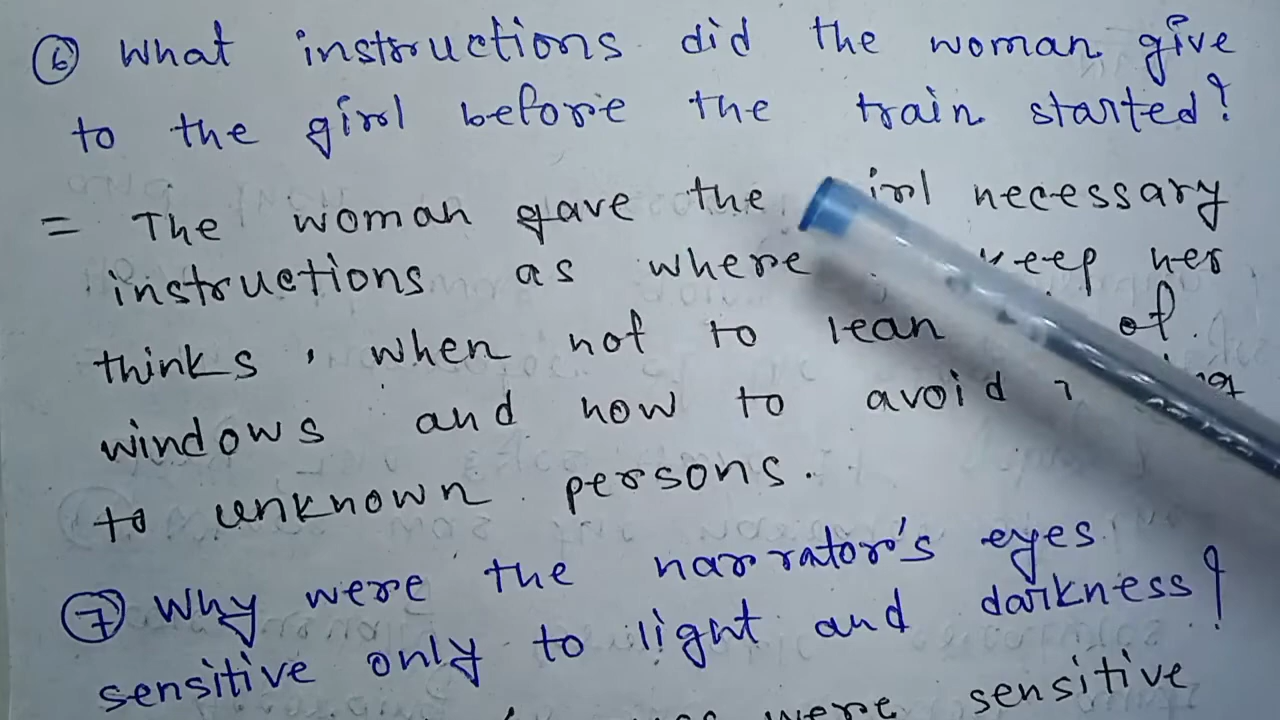 6 What instructions did the woman give
to the girl before the train started?
= The woman gave the necessary
instructions as where keep her
thinks, when not to lean of
windows and how to avoid
to unknown persons.
7 Why were the narrator's eyes
sensitive only to light and darkness?
were sensitive